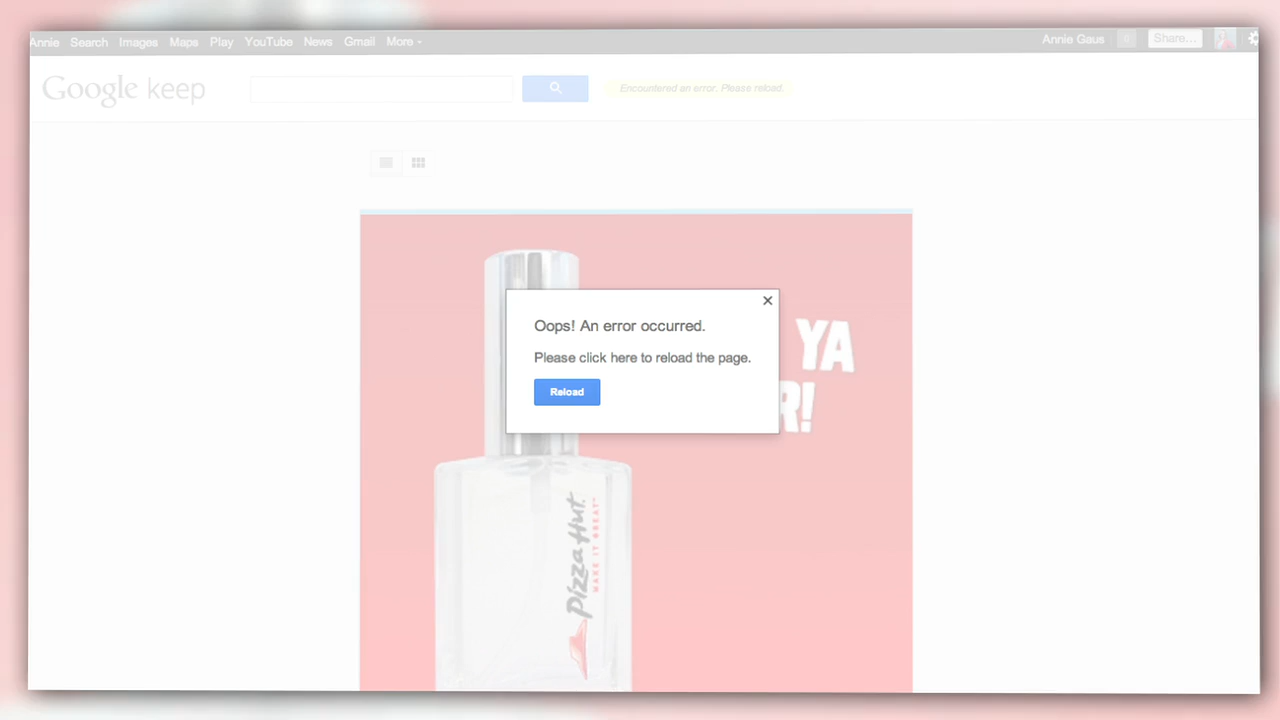 Annie Search Images Maps Play YouTube News Gmail More
Annie Gaus 0 Share...
Google keep
Encountered an error. Please reload.
Oops! An error occurred.
Please click here to reload the page.
Reload
YA
R!
Pizza Hut
MAKE IT GREAT